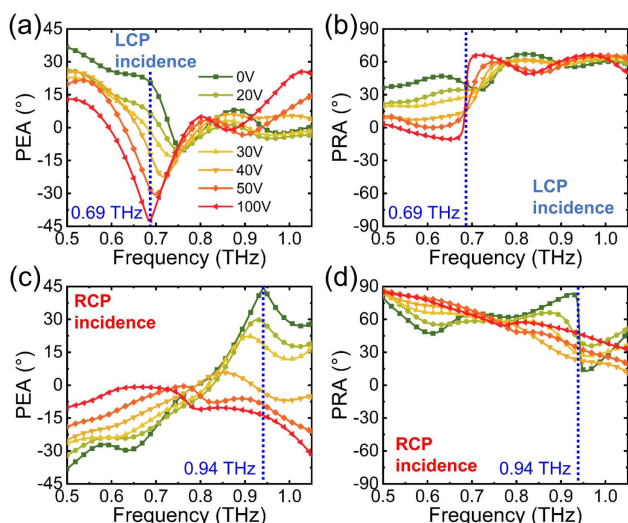 (a)
45
30
15
0
-15
-30
-45
PEA (°)
LCP
incidence
0V
20V
30V
40V
50V
100V
0.69 THz
0.5 0.6 0.7 0.8 0.9 1.0
Frequency (THz)
(b)
90
60
30
0
-30
-60
-90
PRA (°)
0.69 THz
LCP
incidence
0.5 0.6 0.7 0.8 0.9 1.0
Frequency (THz)
(c)
45
30
15
0
-15
-30
-45
PEA (°)
RCP
incidence
0.94 THz
0.5 0.6 0.7 0.8 0.9 1.0
Frequency (THz)
(d)
90
60
30
0
-30
-60
-90
PRA (°)
RCP
incidence
0.94 THz
0.5 0.6 0.7 0.8 0.9 1.0
Frequency (THz)